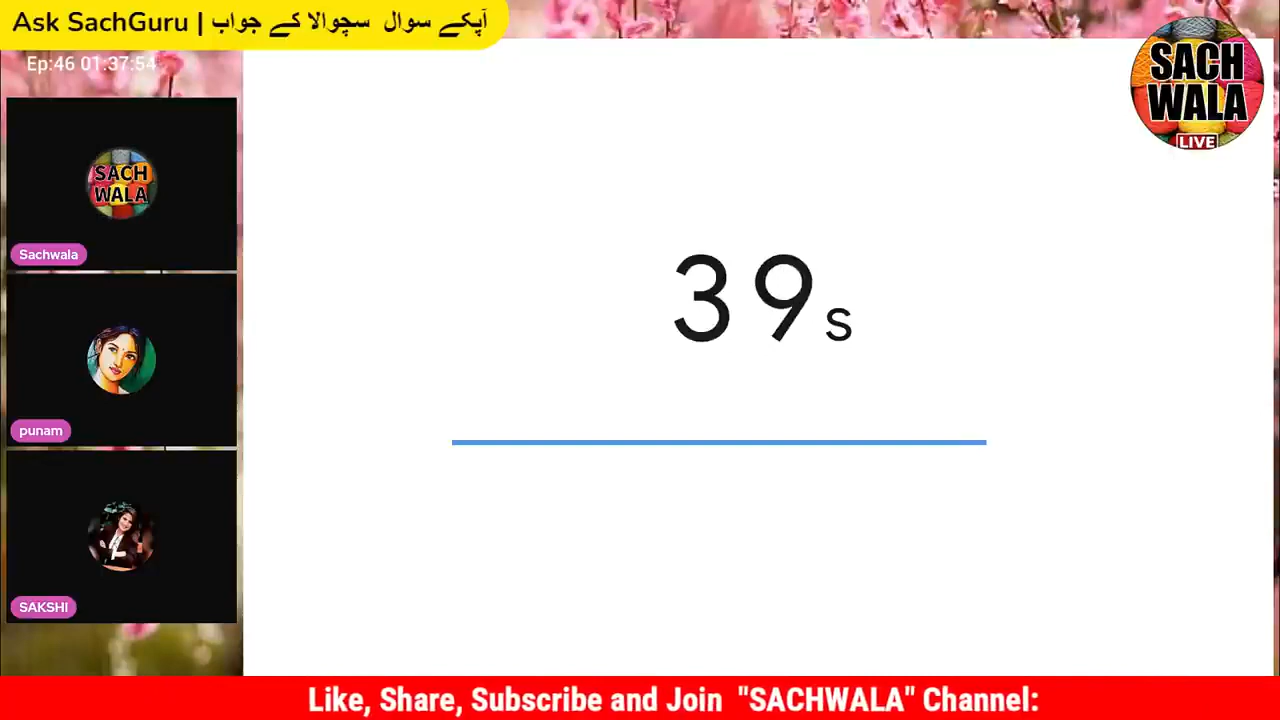 Ask SachGuru | آپکے سوال سچوالا کے جواب
Ep:46 01:37:54
SACH
WALA
LIVE
SACH
WALA
Sachwala
39s
punam
SAKSHI
Like, Share, Subscribe and Join "SACHWALA" Channel: